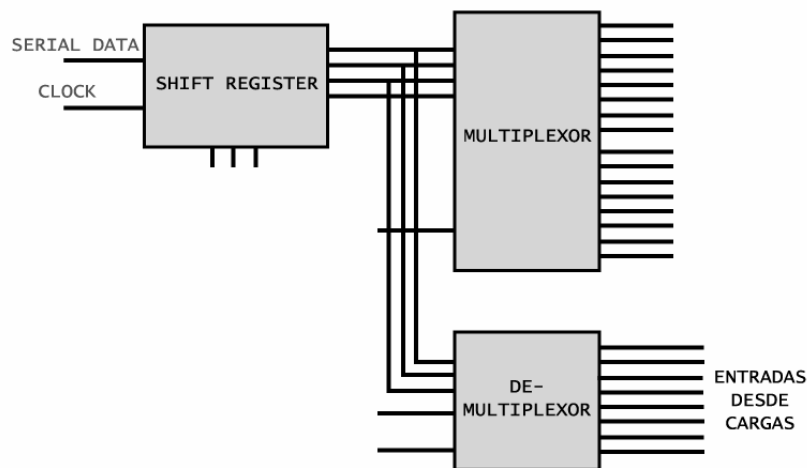 SERIAL DATA
CLOCK
SHIFT REGISTER
MULTIPLEXOR
DE-
MULTIPLEXOR
ENTRADAS
DESDE
CARGAS